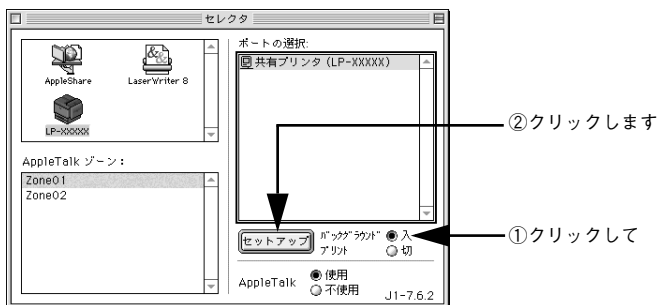 セレクタ
ポートの選択:
共有プリンタ (LP-XXXXX)
AppleShare
LaserWriter 8
LP-XXXXX
②クリックします
AppleTalk ゾーン:
Zone01
Zone02
セットアップ
バックグラウンド
プリント
入
切
①クリックして
AppleTalk
使用
不使用
J1-7.6.2